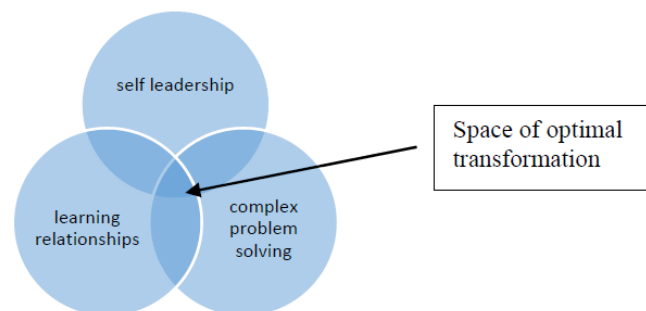 self leadership
Space of optimal
transformation
learning
relationships
complex
problem
solving